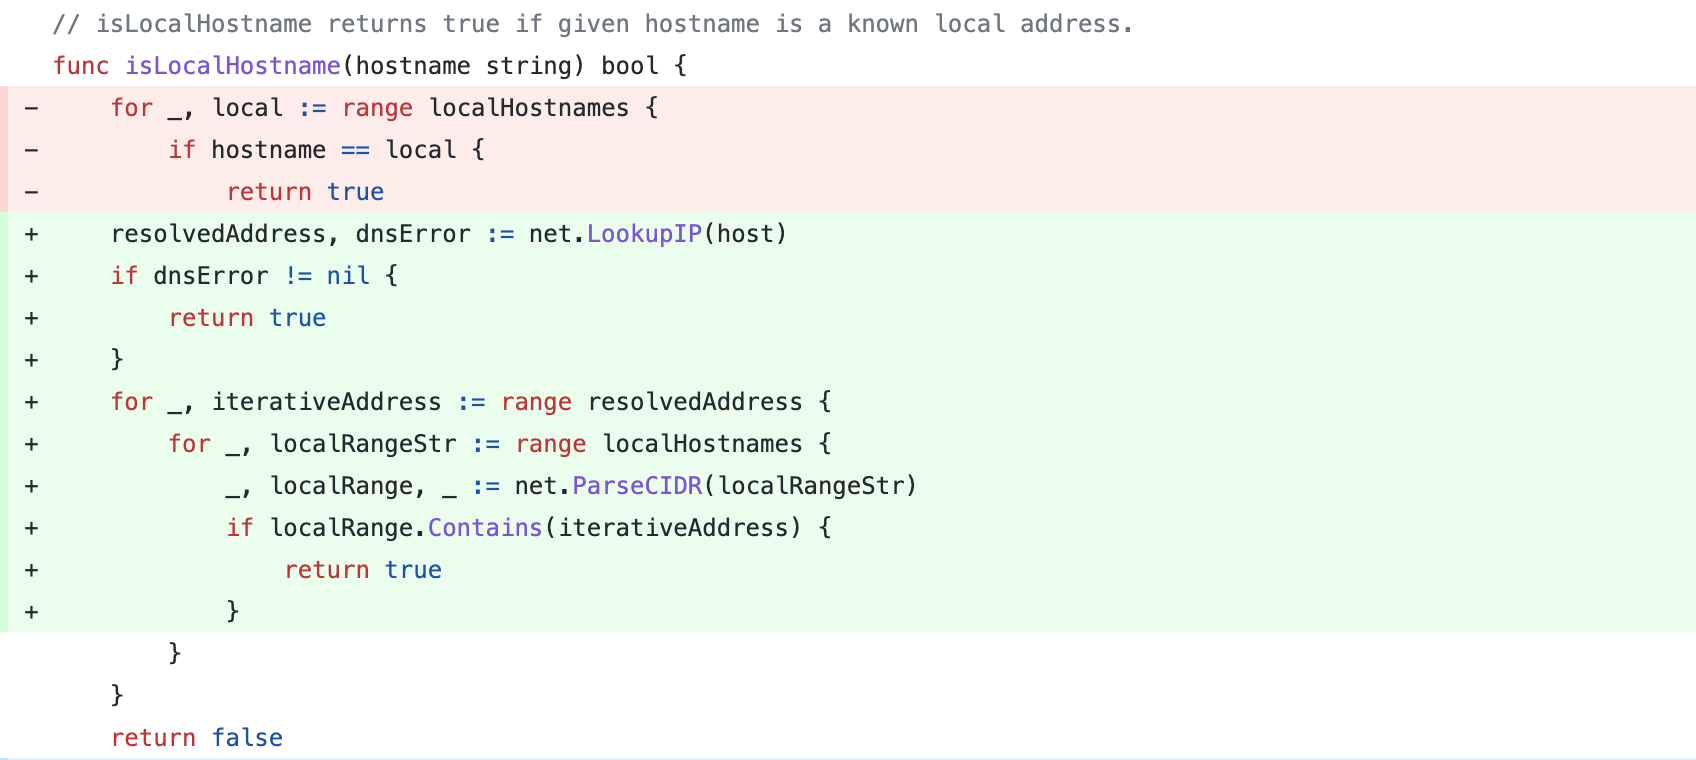 // isLocalHostname returns true if given hostname is a known local address.
func isLocalHostname(hostname string) bool {
-     for _, local := range localHostnames {
-         if hostname == local {
-             return true
+     resolvedAddress, dnsError := net.LookupIP(host)
+     if dnsError != nil {
+         return true
+     }
+     for _, iterativeAddress := range resolvedAddress {
+         for _, localRangeStr := range localHostnames {
+             _, localRange, _ := net.ParseCIDR(localRangeStr)
+             if localRange.Contains(iterativeAddress) {
+                 return true
+             }
          }
      }
      return false